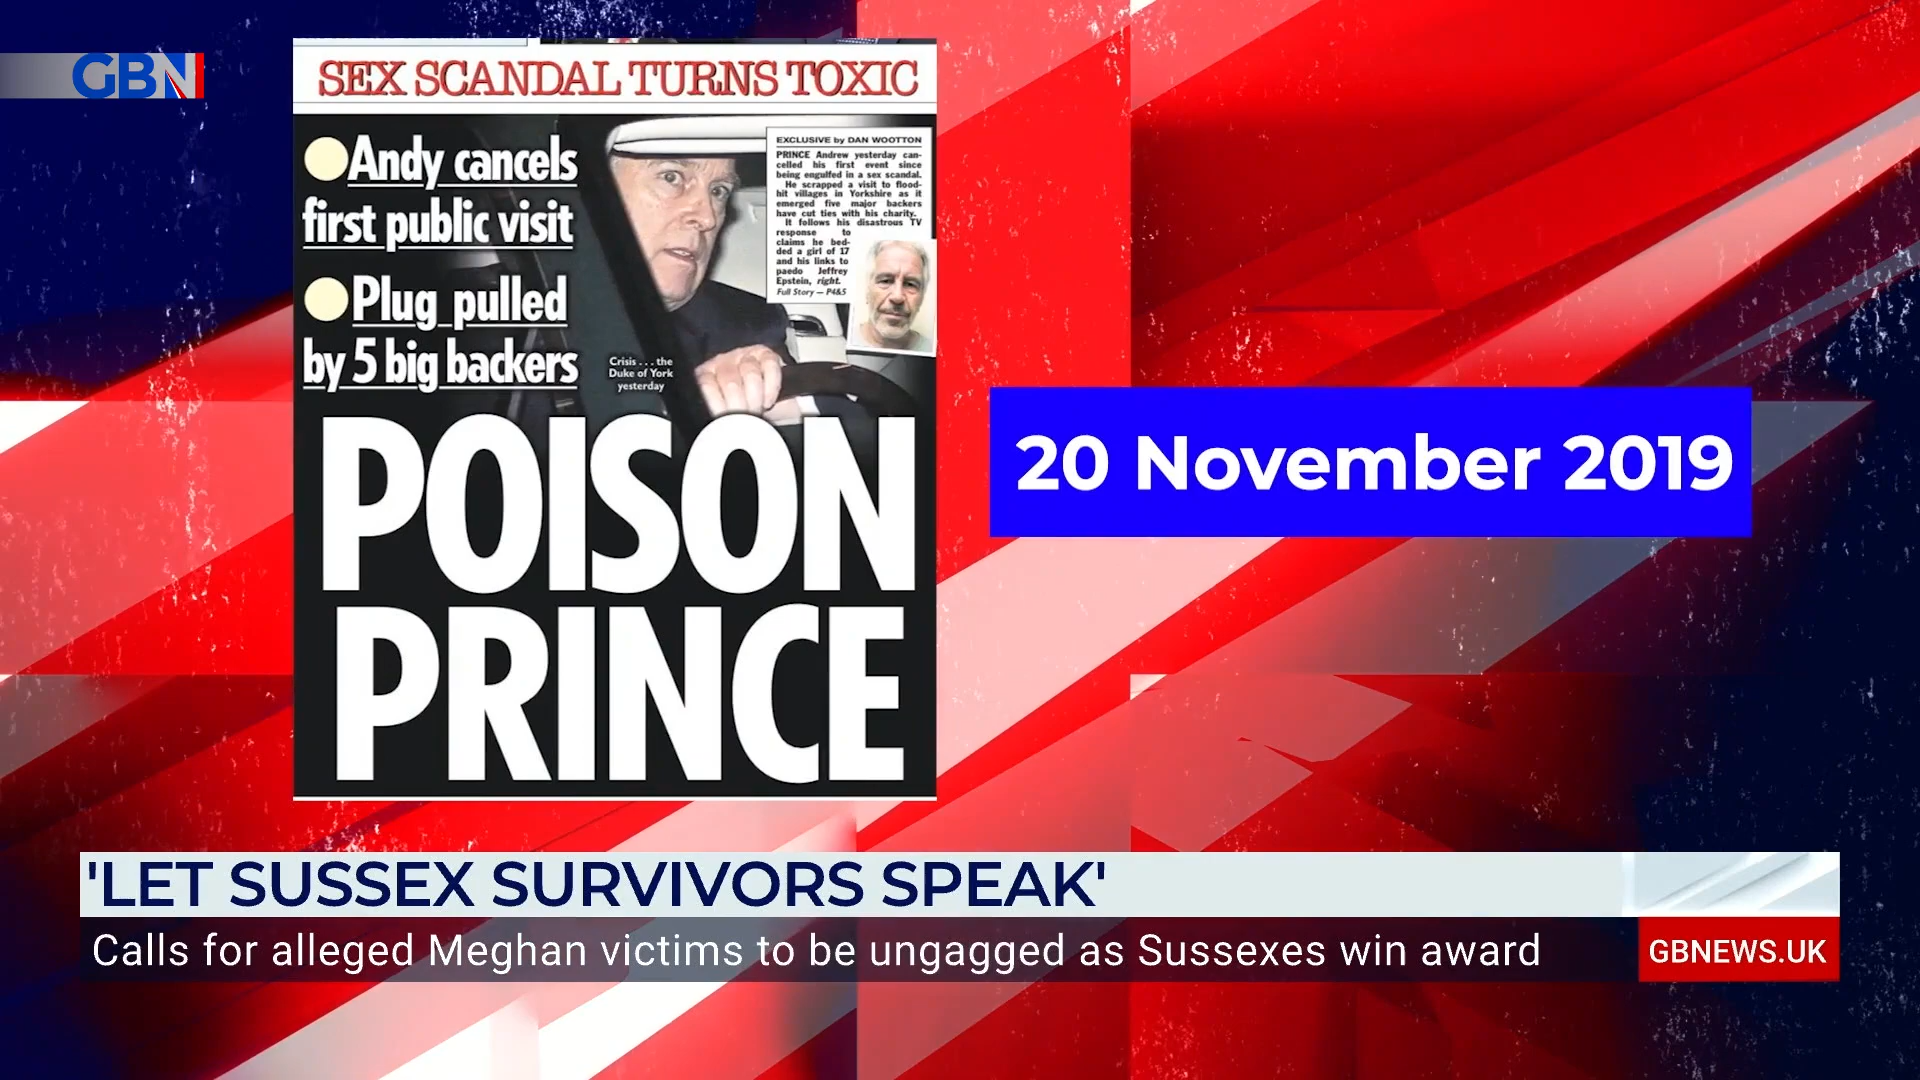 GBN
SEX SCANDAL TURNS TOXIC
Andy cancels
first public visit
Plug pulled
by 5 big backers
EXCLUSIVE by DAN WOOTTON
PRINCE Andrew yesterday can-
celled his first event since
being engulfed in a sex scandal.
He scrapped a visit to flood-
hit villages in Yorkshire as it
emerged five major backers
have cut ties with his charity.
It follows his disastrous TV
response to
claims he bed-
ded a girl of 17
and his links to
paedo Jeffrey
Epstein, right.
Full Story — P4&5
Crisis . . . the
Duke of York
yesterday
POISON
PRINCE
20 November 2019
'LET SUSSEX SURVIVORS SPEAK'
Calls for alleged Meghan victims to be ungagged as Sussexes win award
GBNEWS.UK